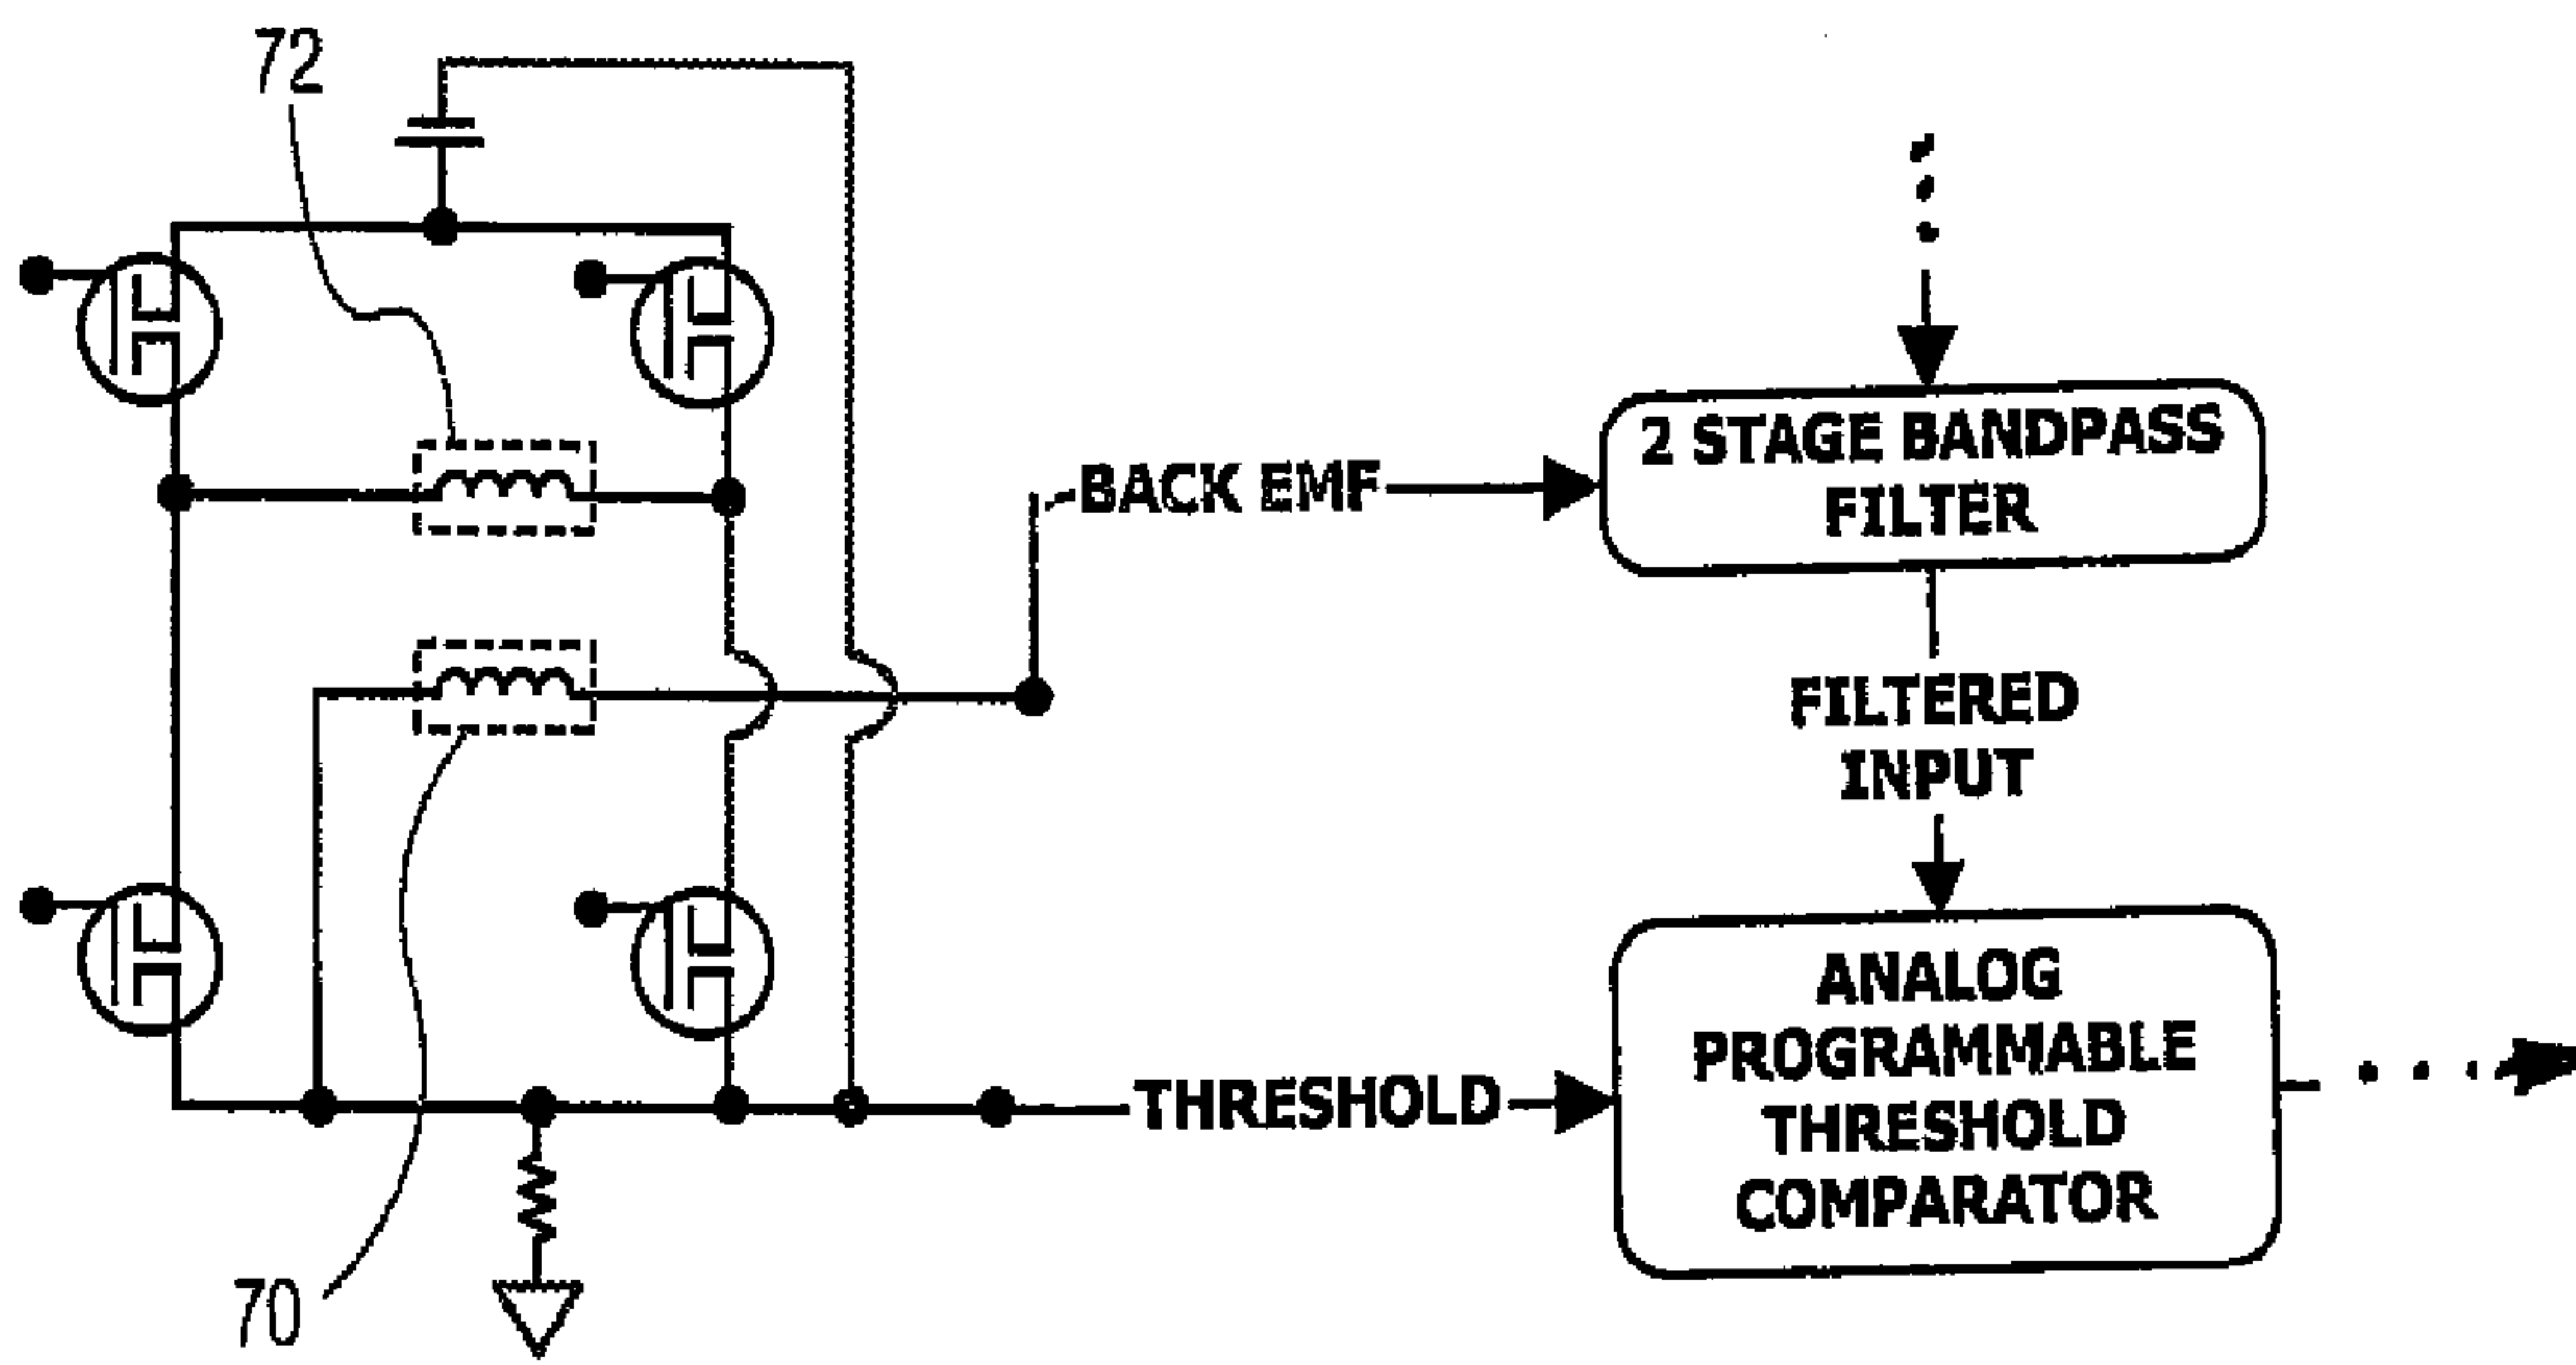 72
BACK EMF
2 STAGE BANDPASS
FILTER
FILTERED
INPUT
THRESHOLD
ANALOG
PROGRAMMABLE
THRESHOLD
COMPARATOR
70